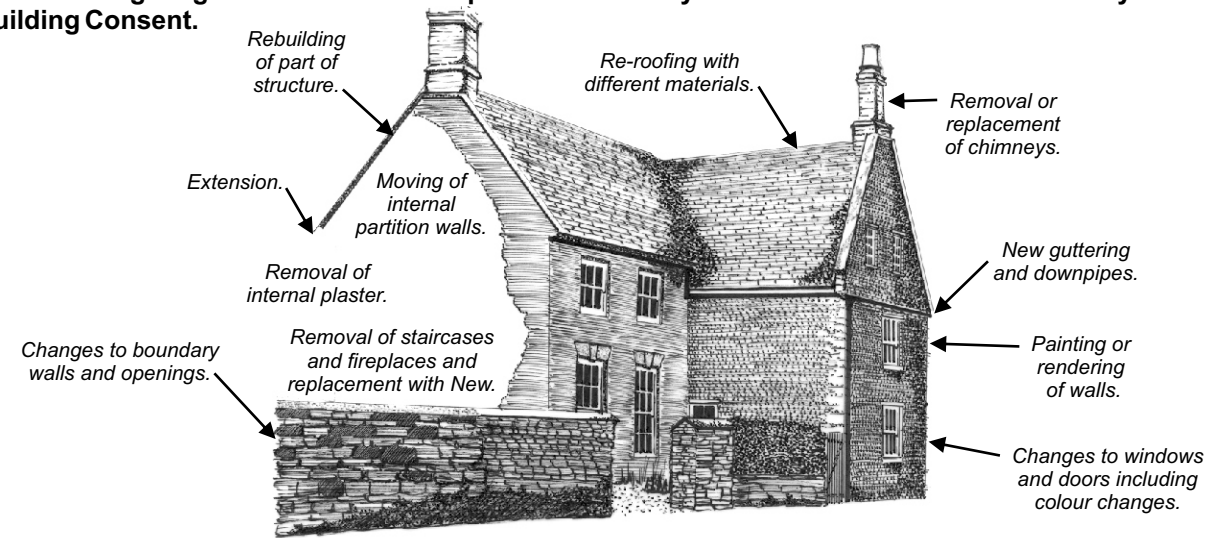 uilding Consent.
Rebuilding
of part of
structure.
Re-roofing with
different materials.
Removal or
replacement
of chimneys.
Extension.
Moving of
internal
partition walls.
Removal of
internal plaster.
New guttering
and downpipes.
Changes to boundary
walls and openings.
Removal of staircases
and fireplaces and
replacement with New.
Painting or
rendering
of walls.
Changes to windows
and doors including
colour changes.